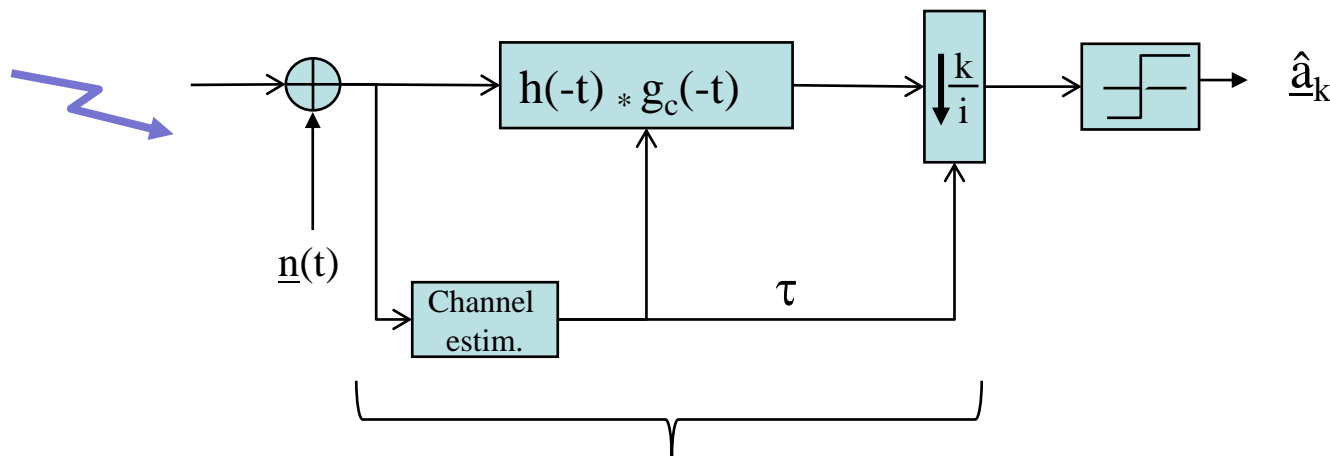 h(-t) * g_c(-t)
k
i
â_k
n(t)
Channel
estim.
τ